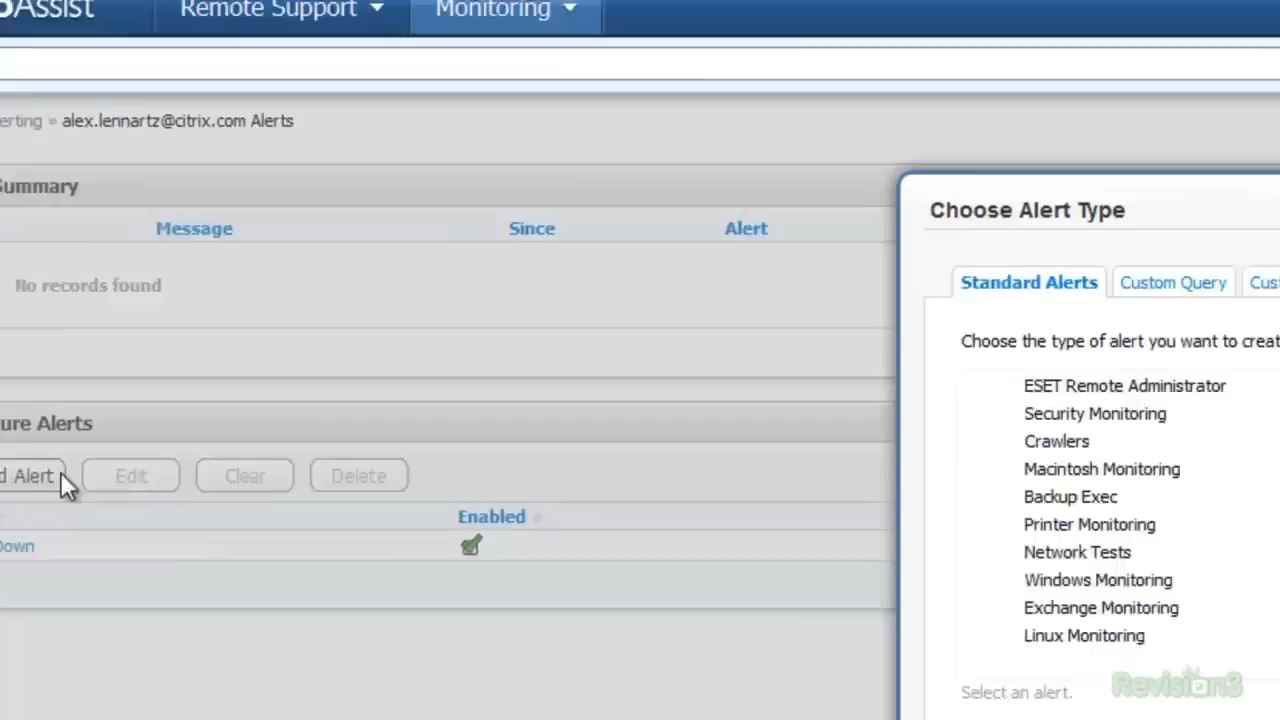 Assist
Remote Support
Monitoring
erting » alex.lennartz@citrix.com Alerts
Summary
Message Since Alert
No records found
ure Alerts
d Alert Edit Clear Delete
Enabled
Down
Choose Alert Type
Standard Alerts Custom Query Cust
Choose the type of alert you want to creat
ESET Remote Administrator
Security Monitoring
Crawlers
Macintosh Monitoring
Backup Exec
Printer Monitoring
Network Tests
Windows Monitoring
Exchange Monitoring
Linux Monitoring
Select an alert.
Revision3